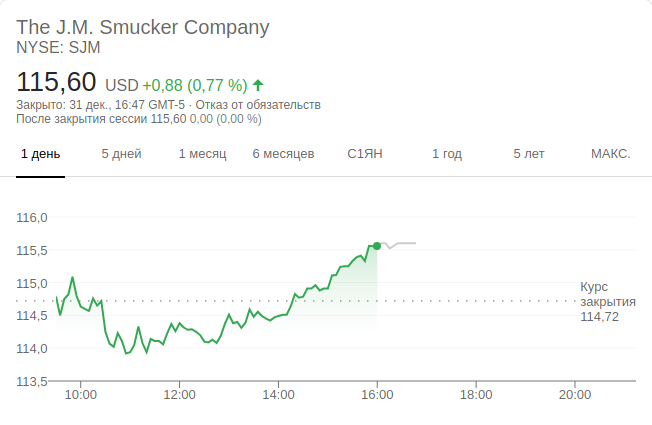 The J.M. Smucker Company
NYSE: SJM
115,60 USD +0,88 (0,77 %)
Закрыто: 31 дек., 16:47 GMT-5 · Отказ от обязательств
После закрытия сессии 115,60 0,00 (0,00 %)
1 день 5 дней 1 месяц 6 месяцев С1ЯН 1 год 5 лет МАКС.
116,0
115,5
115,0
114,5
114,0
113,5
Курс
закрытия
114,72
10:00 12:00 14:00 16:00 18:00 20:00